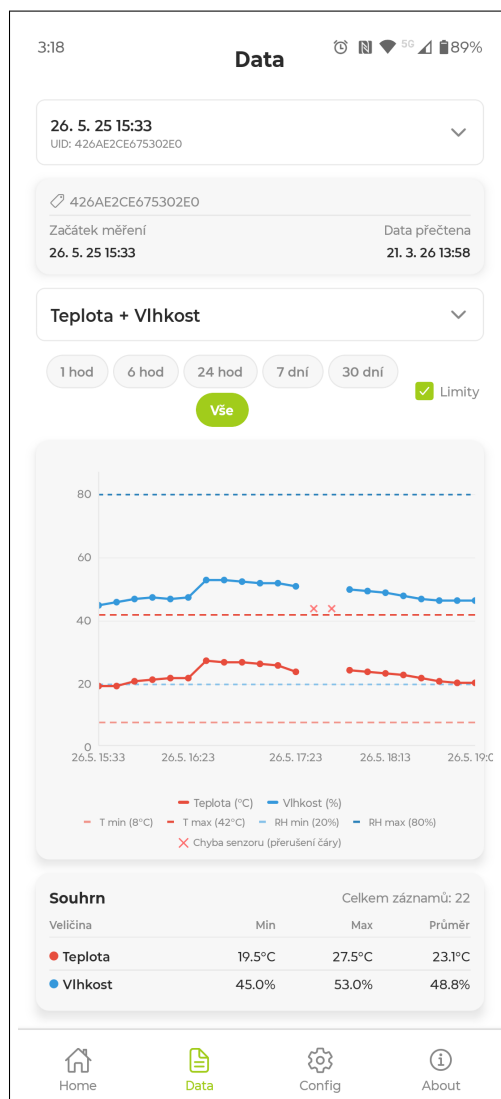 3:18 5G 89%
Data
26. 5. 25 15:33
UID: 426AE2CE675302E0
426AE2CE675302E0
Začátek měření Data přečtena
26. 5. 25 15:33 21. 3. 26 13:58
Teplota + Vlhkost
1 hod 6 hod 24 hod 7 dní 30 dní
Vše
Limity
80
60
40
20
0
26.5. 15:33 26.5. 16:23 26.5. 17:23 26.5. 18:13 26.5. 19:0
Teplota (°C) Vlhkost (%)
T min (8°C) T max (42°C) RH min (20%) RH max (80%)
Chyba senzoru (přerušení čáry)
Souhrn Celkem záznamů: 22
Veličina Min Max Průměr
Teplota 19.5°C 27.5°C 23.1°C
Vlhkost 45.0% 53.0% 48.8%
Home Data Config About